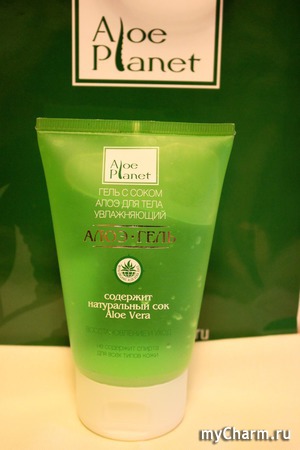 Aloe
Planet
Aloe
Planet
ГЕЛЬ С СОКОМ
АЛОЭ ДЛЯ ТЕЛА
УВЛАЖНЯЮЩИЙ
АЛОЭ·ГЕЛЬ
содержит
натуральный сок
Aloe Vera
не содержит спирта
для всех типов кожи
.ru
myCharm.ru